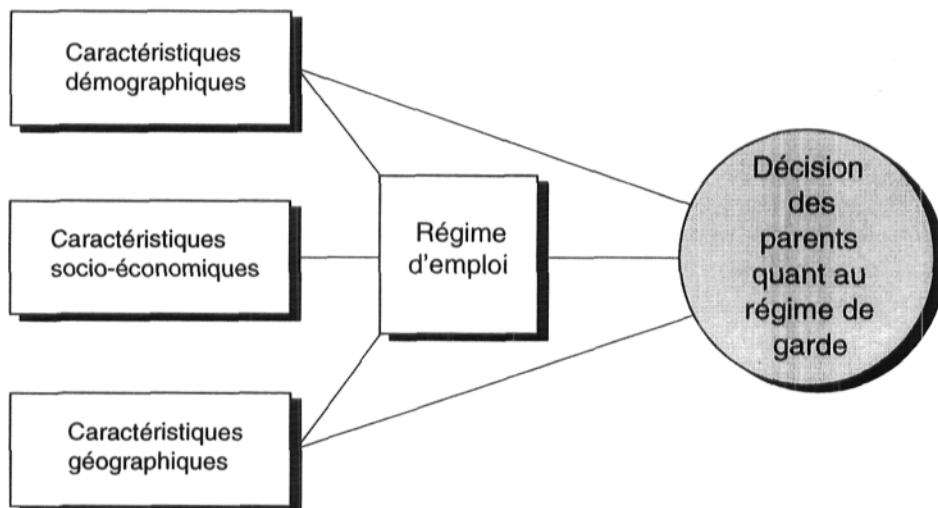 Caractéristiques
démographiques
Caractéristiques
socio-économiques
Caractéristiques
géographiques
Régime
d'emploi
Décision
des
parents
quant au
régime de
garde